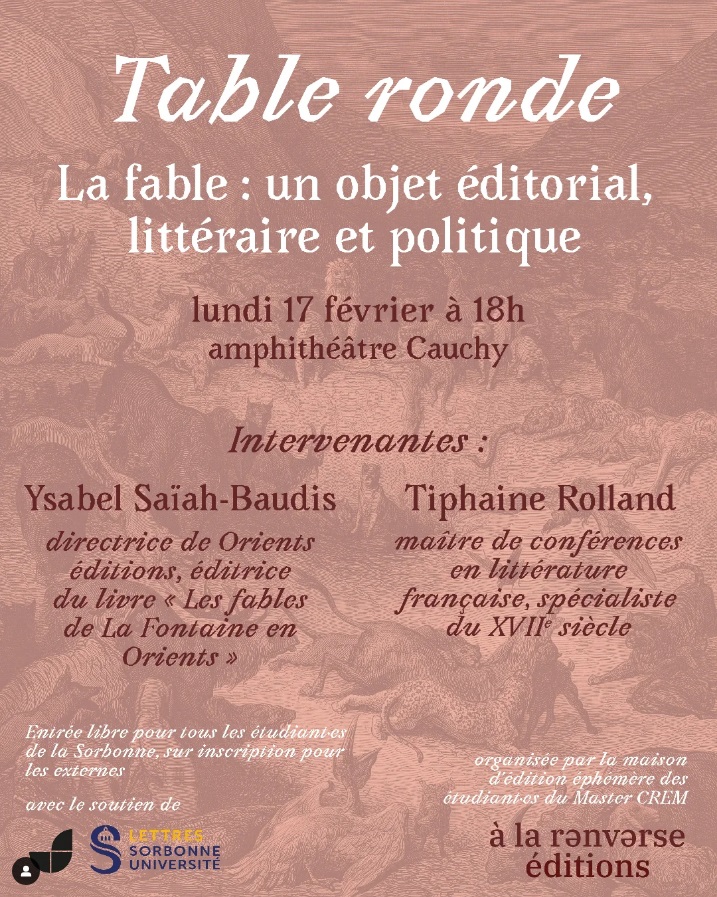 Table ronde
La fable : un objet éditorial,
littéraire et politique
lundi 17 février à 18h
amphithéâtre Cauchy
Intervenantes :
Ysabel Saïah-Baudis
directrice de Orients
éditions, éditrice
du livre « Les fables
de La Fontaine en
Orients »
Tiphaine Rolland
maître de conférences
en littérature
française, spécialiste
du XVIIe siècle
Entrée libre pour tous les étudiant·es
de la Sorbonne, sur inscription pour
les externes
avec le soutien de
LETTRES
SORBONNE
UNIVERSITÉ
organisée par la maison
d'édition éphémère des
étudiant·es du Master CREM
à la rənvərse
éditions